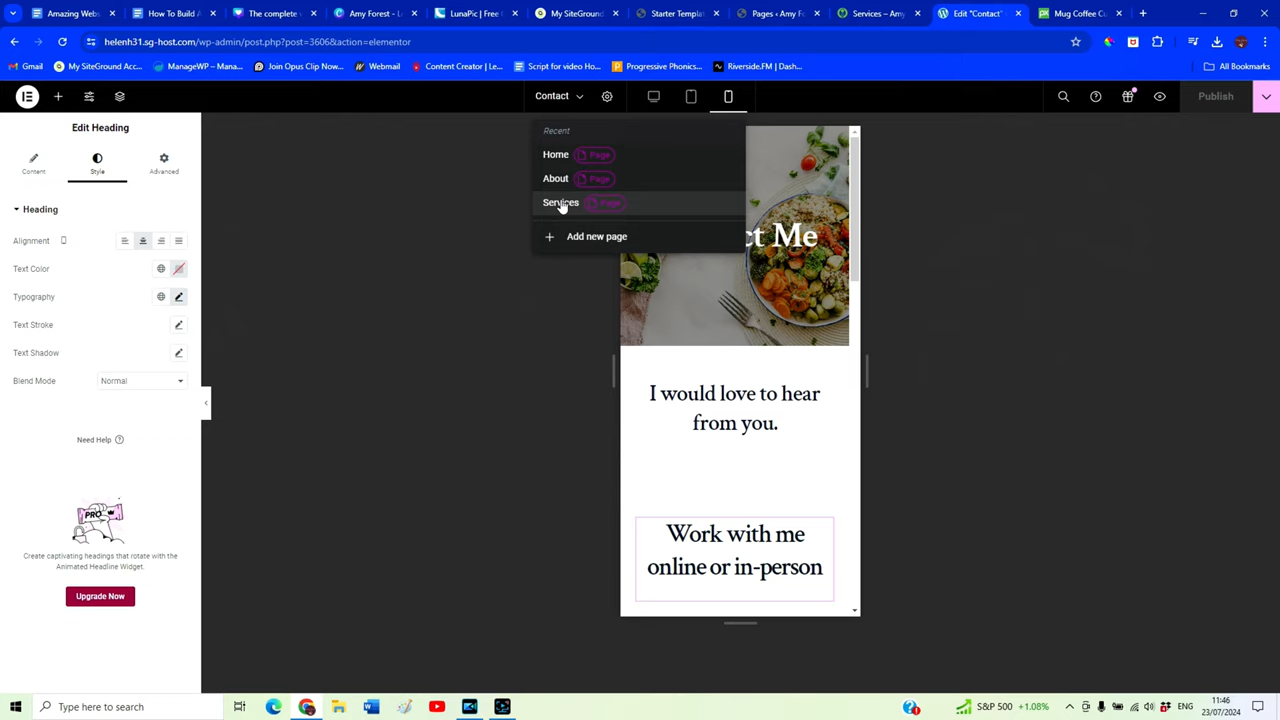 Amazing Webs
How To Build A
The complete v
Amy Forest - L
LunaPic | Free
My SiteGround
Starter Templat
Pages ‹ Amy Fo
Services – Amy
Edit "Contact"
Mug Coffee Cu
helenh31.sg-host.com/wp-admin/post.php?post=3606&action=elementor
Gmail
My SiteGround Acc...
ManageWP – Mana...
Join Opus Clip Now...
Webmail
Content Creator | Le...
Script for video Ho...
Progressive Phonics...
Riverside.FM | Dash...
All Bookmarks
Contact
Publish
Edit Heading
Content
Style
Advanced
Heading
Alignment
Text Color
Typography
Text Stroke
Text Shadow
Blend Mode
Normal
Need Help
PRO
Create captivating headings that rotate with the
Animated Headline Widget.
Upgrade Now
Recent
Home Page
About Page
Services Page
Add new page
ct Me
I would love to hear
from you.
Work with me
online or in-person
Type here to search
S&P 500 +1.08%
ENG
11:46
23/07/2024